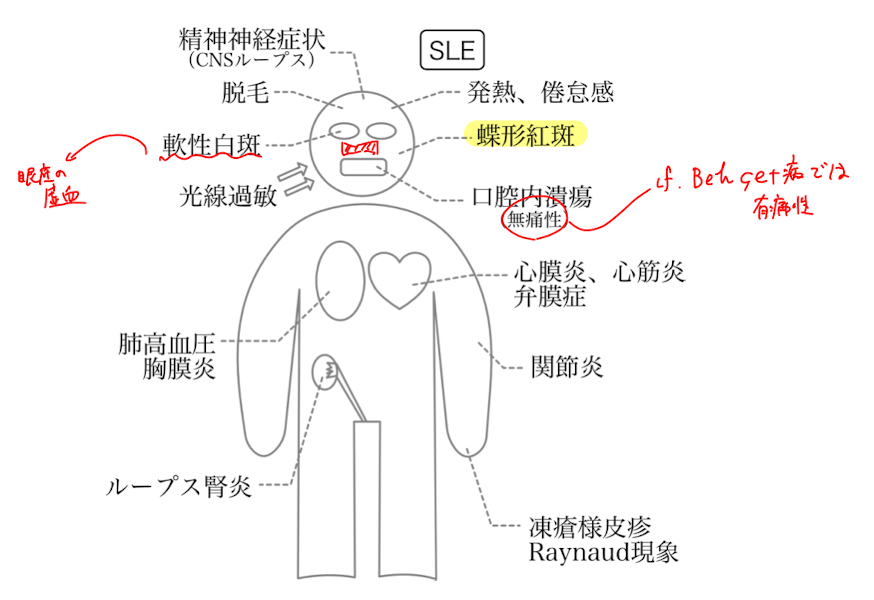 精神神経症状
(CNSループス)
SLE
脱毛
発熱、倦怠感
軟性白斑
蝶形紅斑
眼底の
虚血
光線過敏
口腔内潰瘍
無痛性
cf. Behçet病では
有痛性
心膜炎、心筋炎
弁膜症
肺高血圧
胸膜炎
関節炎
ループス腎炎
凍瘡様皮疹
Raynaud現象